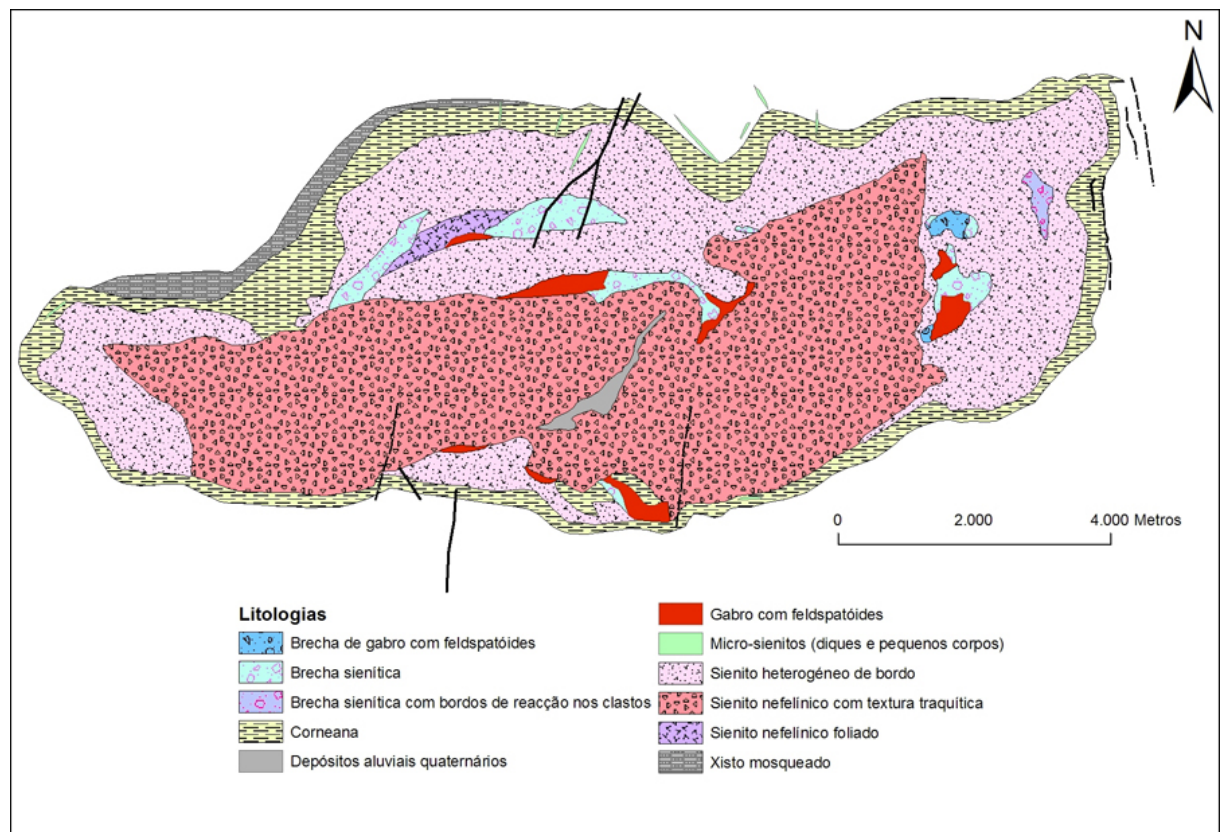 N
0 2.000 4.000 Metros
Litologias
Brecha de gabro com feldspatóides
Brecha sienítica
Brecha sienítica com bordos de reacção nos clastos
Corneana
Depósitos aluviais quaternários
Gabro com feldspatóides
Micro-sienitos (diques e pequenos corpos)
Sienito heterogéneo de bordo
Sienito nefelínico com textura traquítica
Sienito nefelínico foliado
Xisto mosqueado